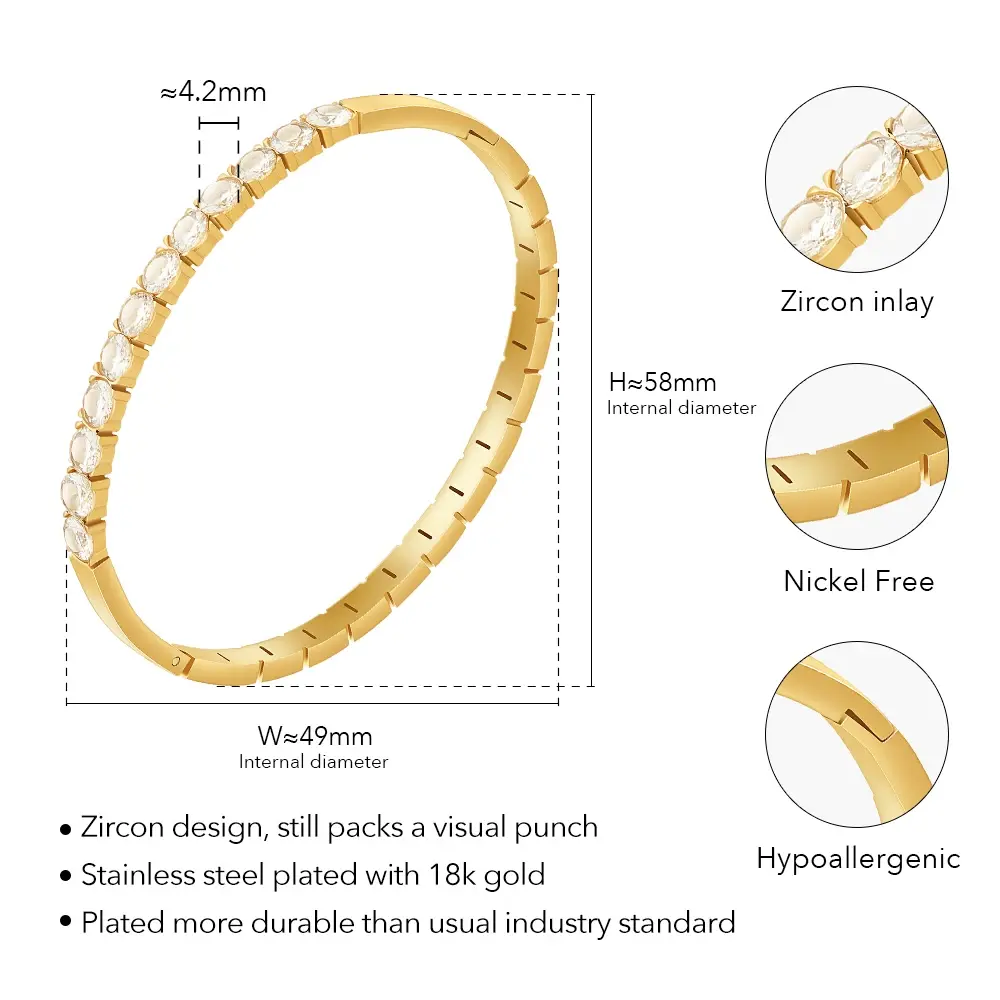 ≈4.2mm
Zircon inlay
H≈58mm
Internal diameter
Nickel Free
W≈49mm
Internal diameter
Hypoallergenic
• Zircon design, still packs a visual punch
• Stainless steel plated with 18k gold
• Plated more durable than usual industry standard